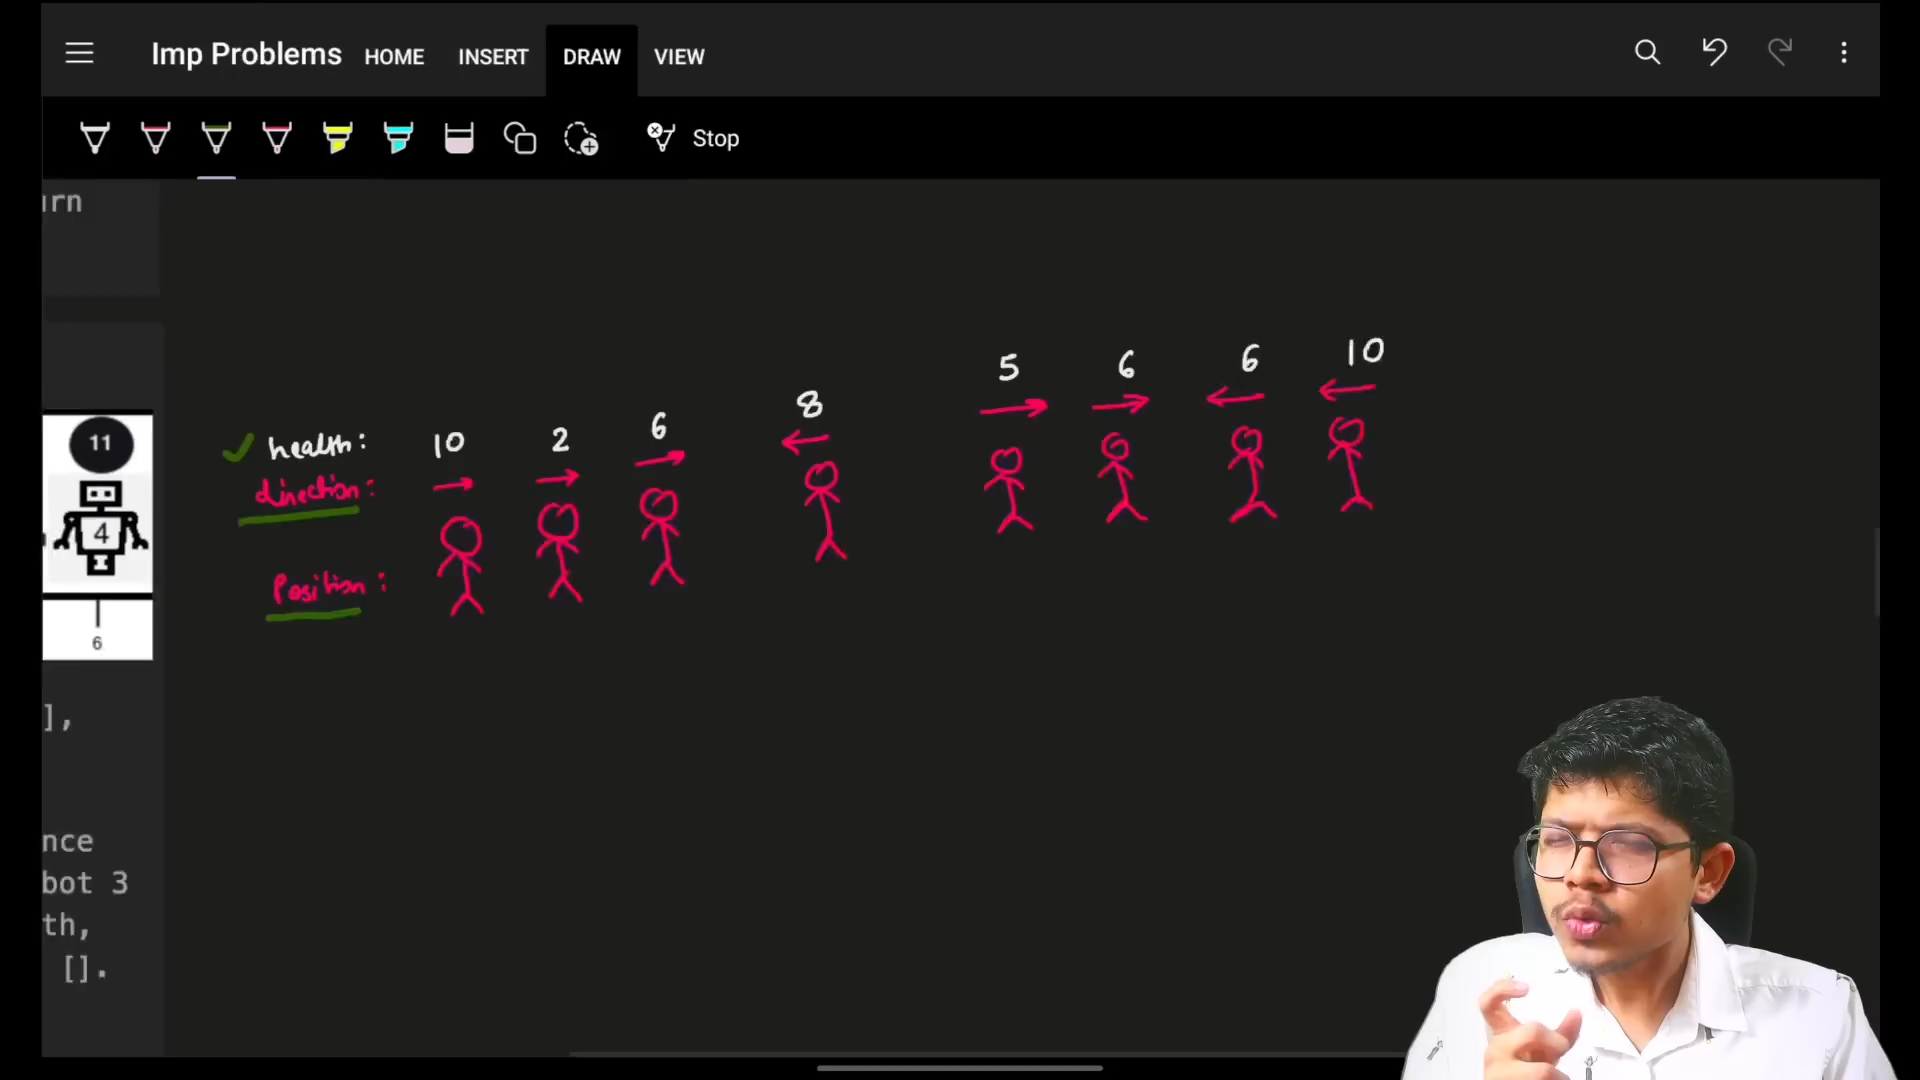 Imp Problems HOME INSERT DRAW VIEW
Stop
urn
5 6 6 10
8
health: 10 2 6
direction:
Position:
11
4
6
],
nce
bot 3
th,
[].